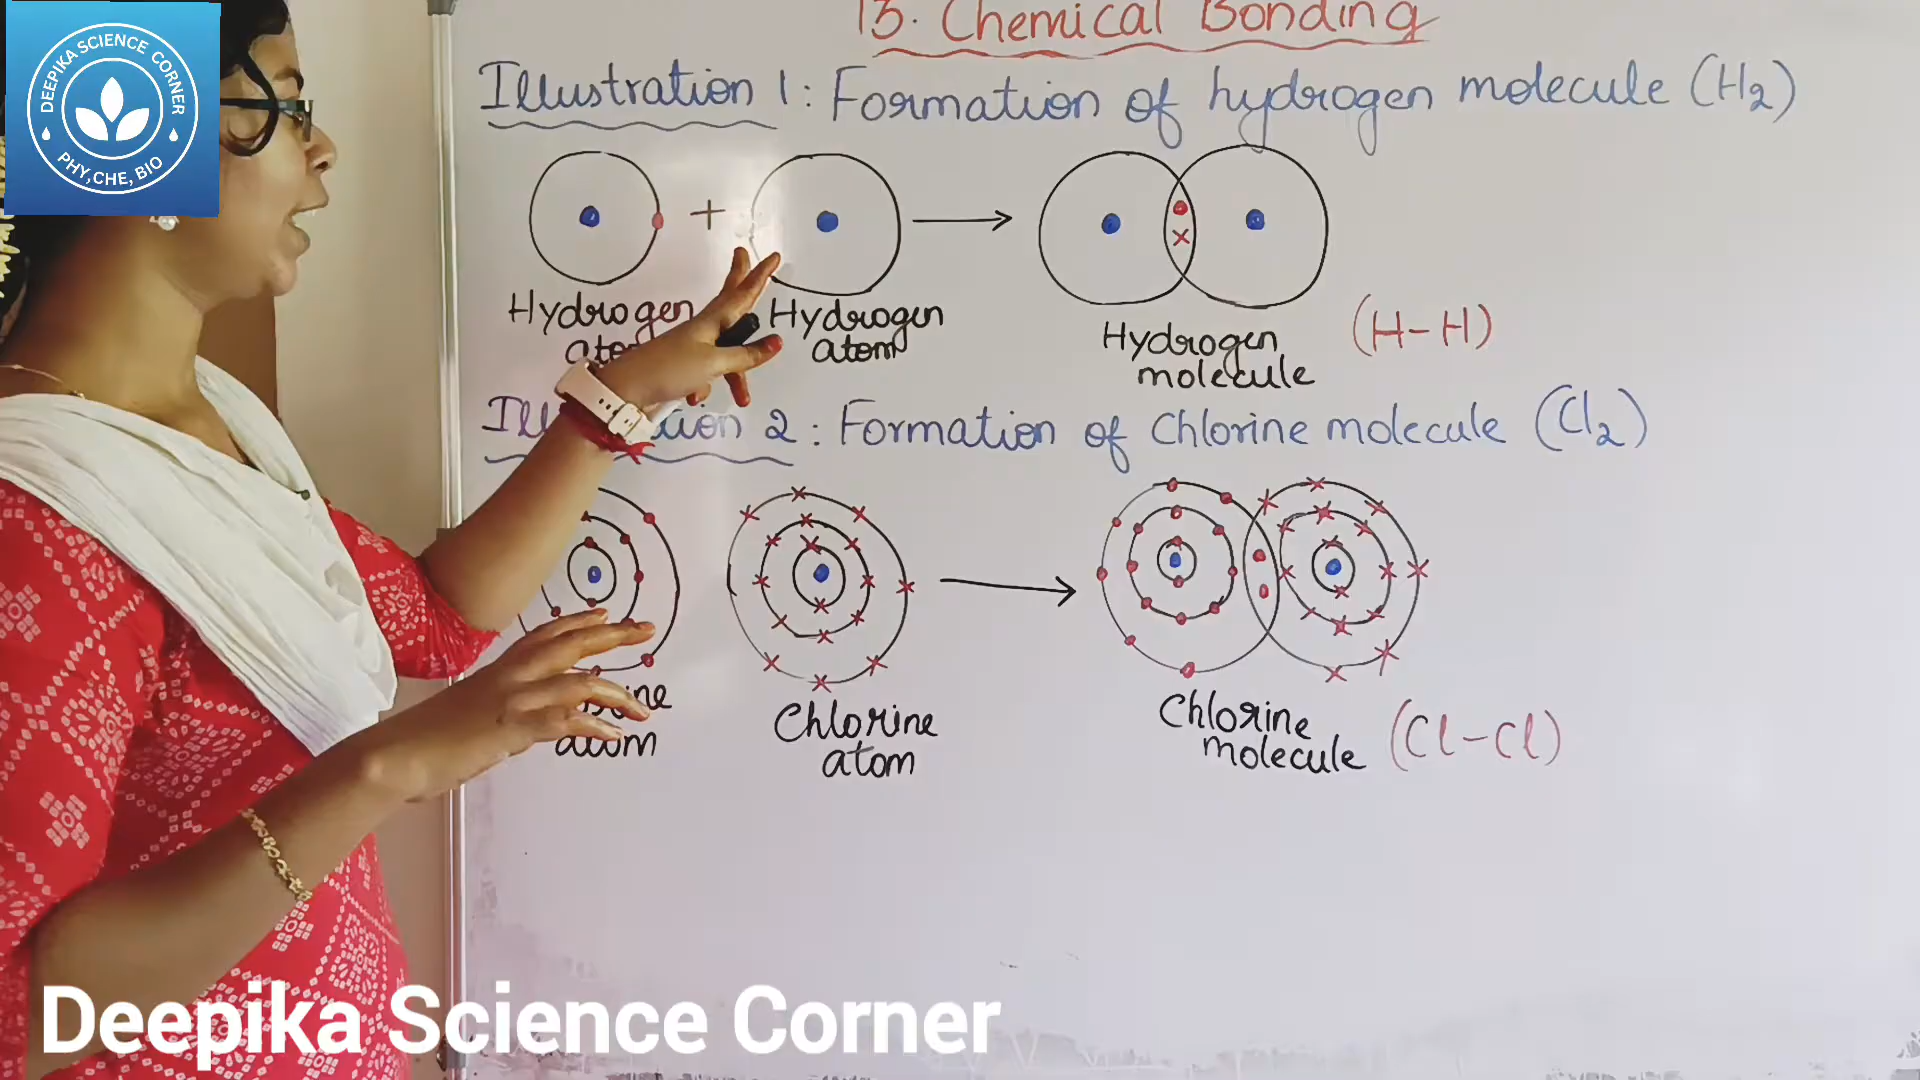 DEEPIKA SCIENCE CORNER
PHY,CHE, BIO
13. Chemical Bonding
Illustration 1: Formation of hydrogen molecule (H2)
+
Hydrogen
Hydrogen
atom
Hydrogen
molecule
(H-H)
2: Formation of Chlorine molecule (Cl2)
atom
Chlorine
atom
Chlorine
molecule
(Cl-Cl)
Deepika Science Corner